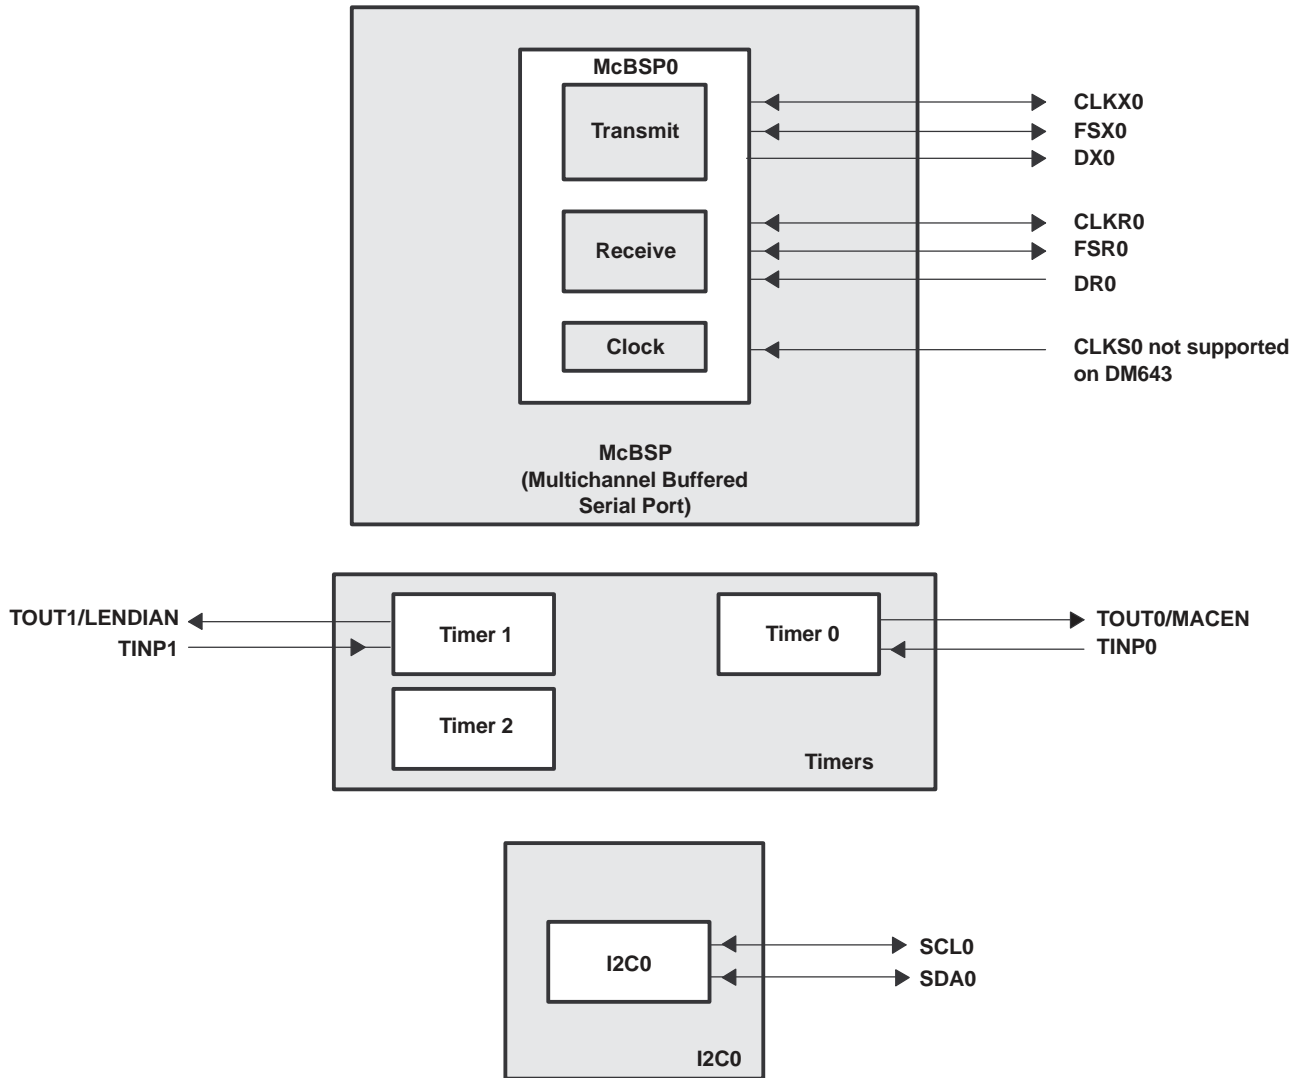 McBSP0
Transmit
CLKX0
FSX0
DX0
Receive
CLKR0
FSR0
DR0
Clock
CLKS0 not supported
on DM643
McBSP
(Multichannel Buffered
Serial Port)
TOUT1/LENDIAN
TINP1
Timer 1
Timer 0
TOUT0/MACEN
TINP0
Timer 2
Timers
I2C0
SCL0
SDA0
I2C0